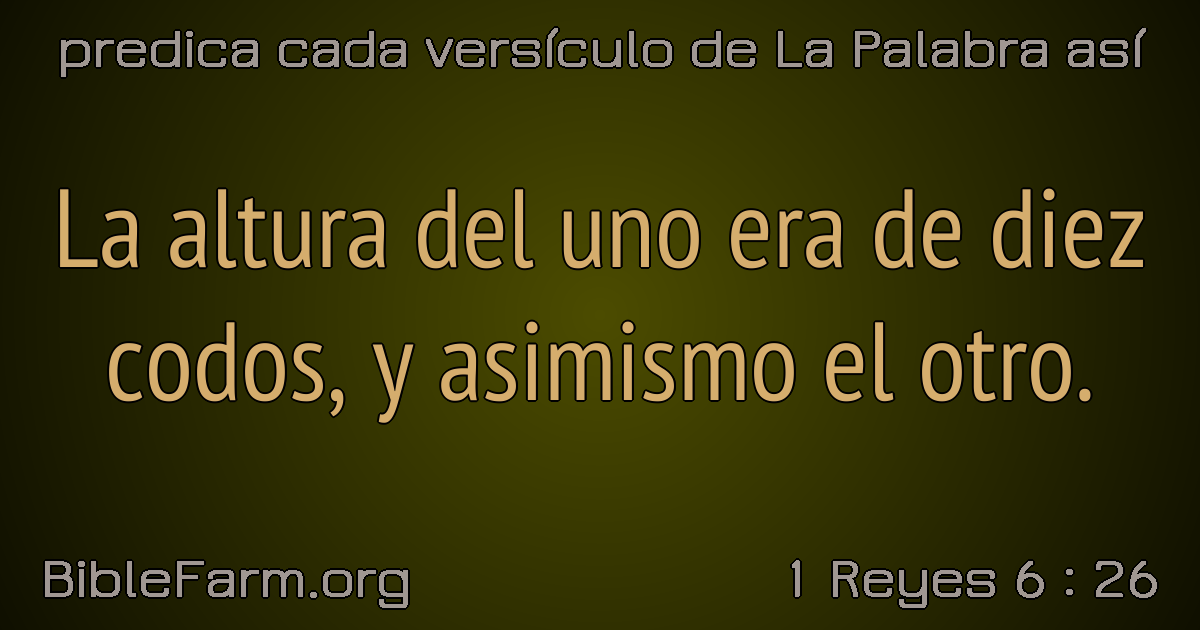 predica cada versículo de La Palabra así
La altura del uno era de diez
codos, y asimismo el otro.
BibleFarm.org
1 Reyes 6 : 26